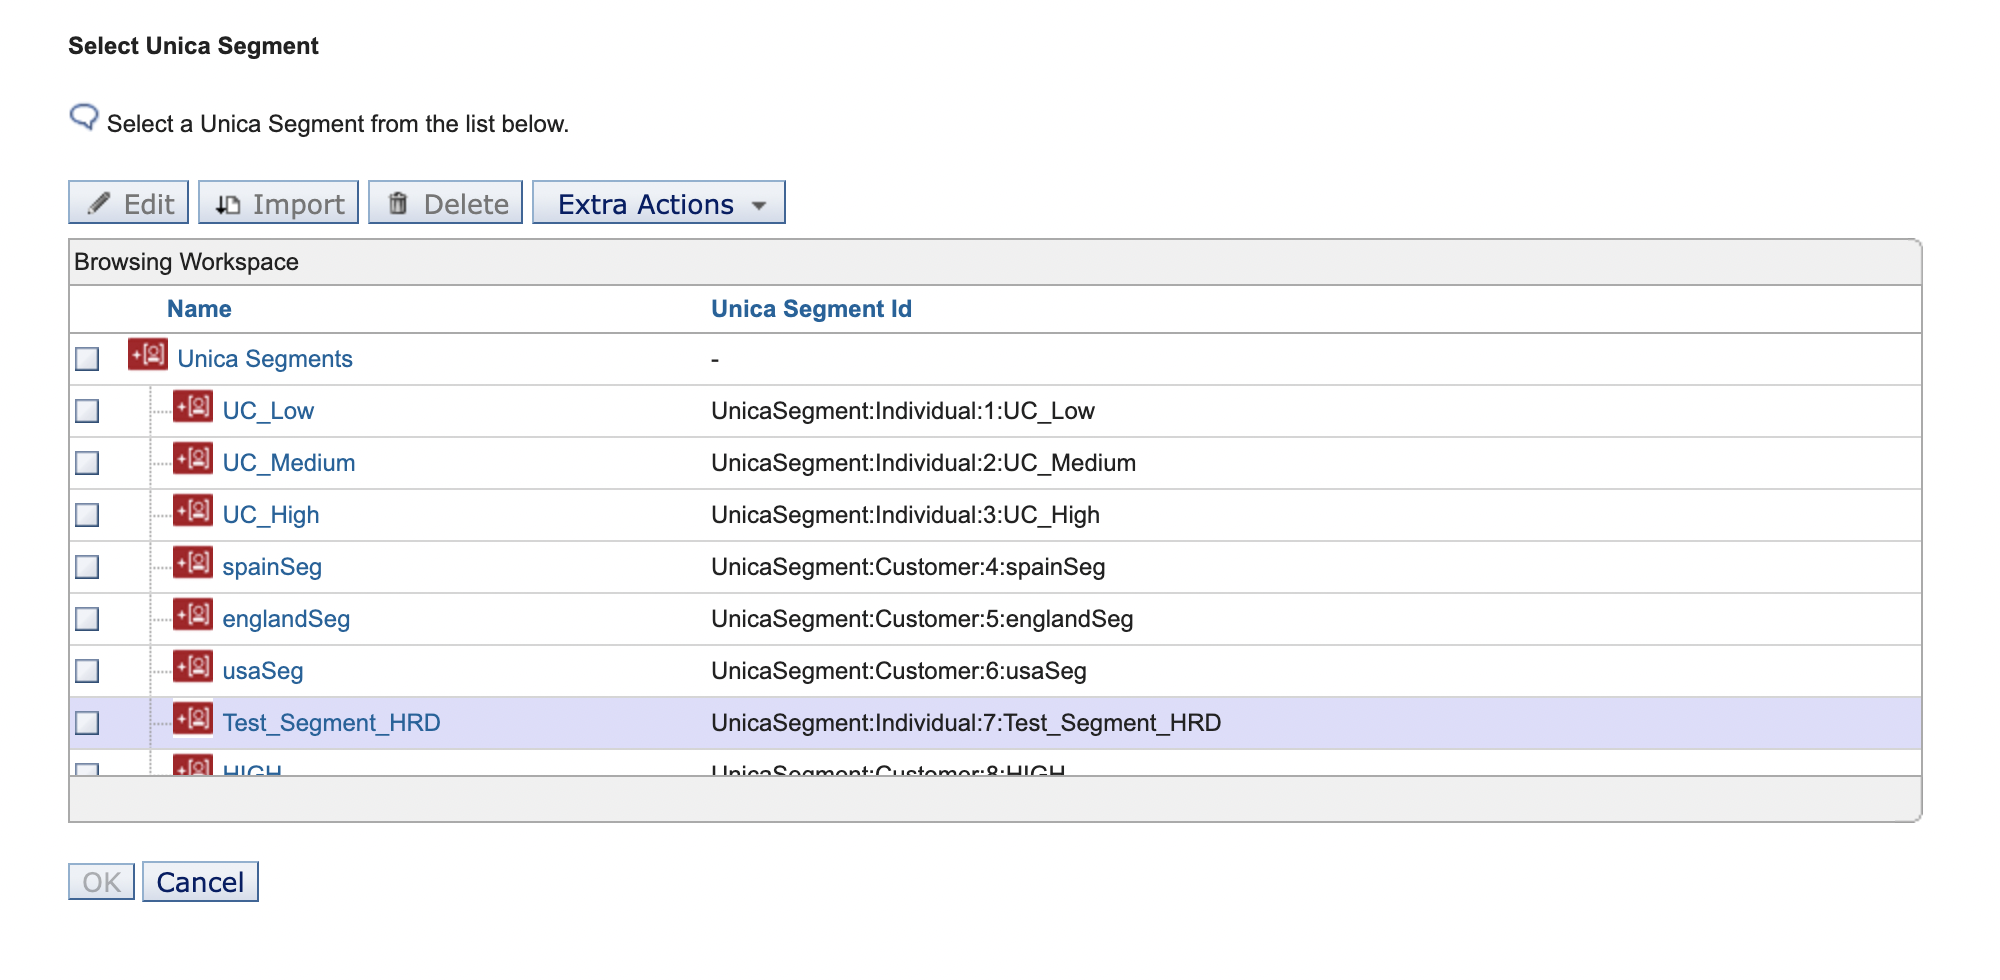 Select Unica Segment
Select a Unica Segment from the list below.
Edit Import Delete Extra Actions
Browsing Workspace
Name Unica Segment Id
Unica Segments -
UC_Low UnicaSegment:Individual:1:UC_Low
UC_Medium UnicaSegment:Individual:2:UC_Medium
UC_High UnicaSegment:Individual:3:UC_High
spainSeg UnicaSegment:Customer:4:spainSeg
englandSeg UnicaSegment:Customer:5:englandSeg
usaSeg UnicaSegment:Customer:6:usaSeg
Test_Segment_HRD UnicaSegment:Individual:7:Test_Segment_HRD
HIGH UnicaSegment:Customer:8:HIGH
OK Cancel